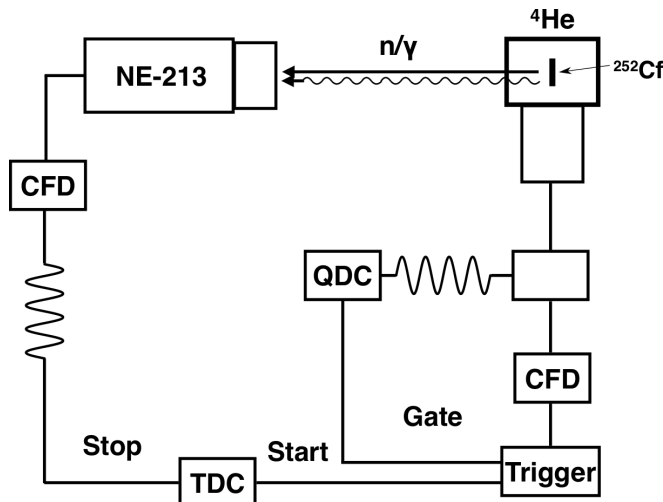 ⁴He
n/γ
NE-213
²⁵²Cf
CFD
QDC
CFD
Gate
Stop
Start
TDC
Trigger